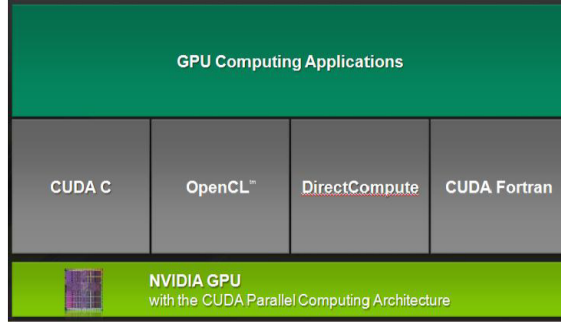 GPU Computing Applications
CUDA C
OpenCL™
DirectCompute
CUDA Fortran
NVIDIA GPU
with the CUDA Parallel Computing Architecture